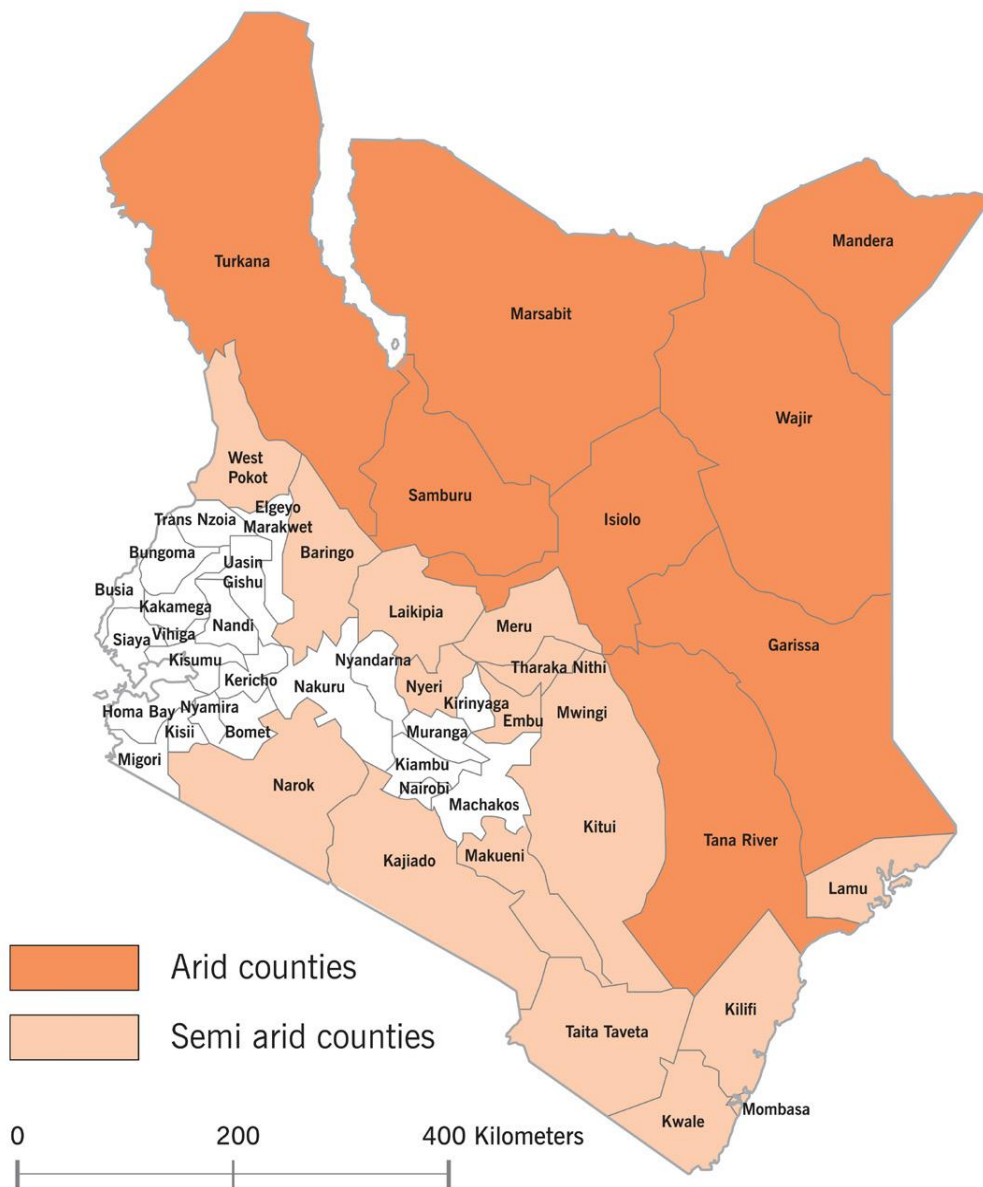 Mandera
Turkana
Marsabit
Wajir
West
Pokot
Samburu
Isiolo
Elgeyo
Marakwet
Trans Nzoia
Baringo
Bungoma
Uasin
Gishu
Busia
Kakamega
Laikipia
Meru
Nandi
Siaya
Vihiga
Garissa
Kisumu
Nyandarna
Tharaka Nithi
Kericho
Nakuru
Nyeri
Kirinyaga
Homa Bay
Nyamira
Embu
Mwingi
Kisii
Bomet
Muranga
Migori
Kiambu
Narok
Nairobi
Machakos
Kitui
Tana River
Kajiado
Makueni
Lamu
Arid counties
Kilifi
Semi arid counties
Taita Taveta
Mombasa
Kwale
0 200 400 Kilometers